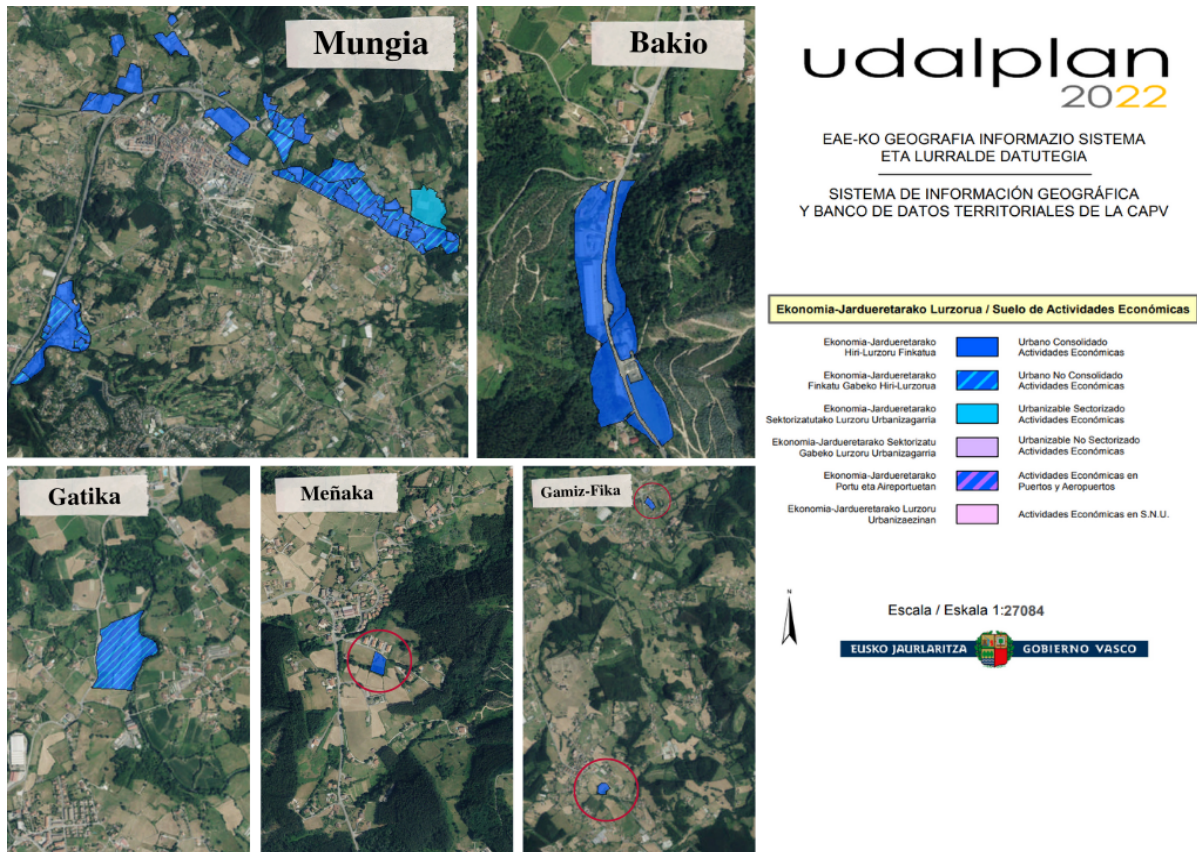 Mungia
Bakio
Gatika
Meñaka
Gamiz-Fika
udalplan
2022
EAE-KO GEOGRAFIA INFORMAZIO SISTEMA
ETA LURRALDE DATUTEGIA
SISTEMA DE INFORMACIÓN GEOGRÁFICA
Y BANCO DE DATOS TERRITORIALES DE LA CAPV
Ekonomia-Jardueretarako Lurzorua / Suelo de Actividades Económicas
Ekonomia-Jardueretarako
Hiri-Lurzoru Finkatua
Urbano Consolidado
Actividades Económicas
Ekonomia-Jardueretarako
Finkatu Gabeko Hiri-Lurzorua
Urbano No Consolidado
Actividades Económicas
Ekonomia-Jardueretarako
Sektorizatutako Lurzoru Urbanizagarria
Urbanizable Sectorizado
Actividades Económicas
Ekonomia-Jardueretarako Sektorizatu
Gabeko Lurzoru Urbanizagarria
Urbanizable No Sectorizado
Actividades Económicas
Ekonomia-Jardueretarako
Portu eta Aireportuetan
Actividades Económicas en
Puertos y Aeropuertos
Ekonomia-Jardueretarako Lurzoru
Urbanizaezinan
Actividades Económicas en S.N.U.
N
Escala / Eskala 1:27084
EUSKO JAURLARITZA
GOBIERNO VASCO